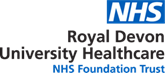 NHS
Royal Devon
University Healthcare
NHS Foundation Trust